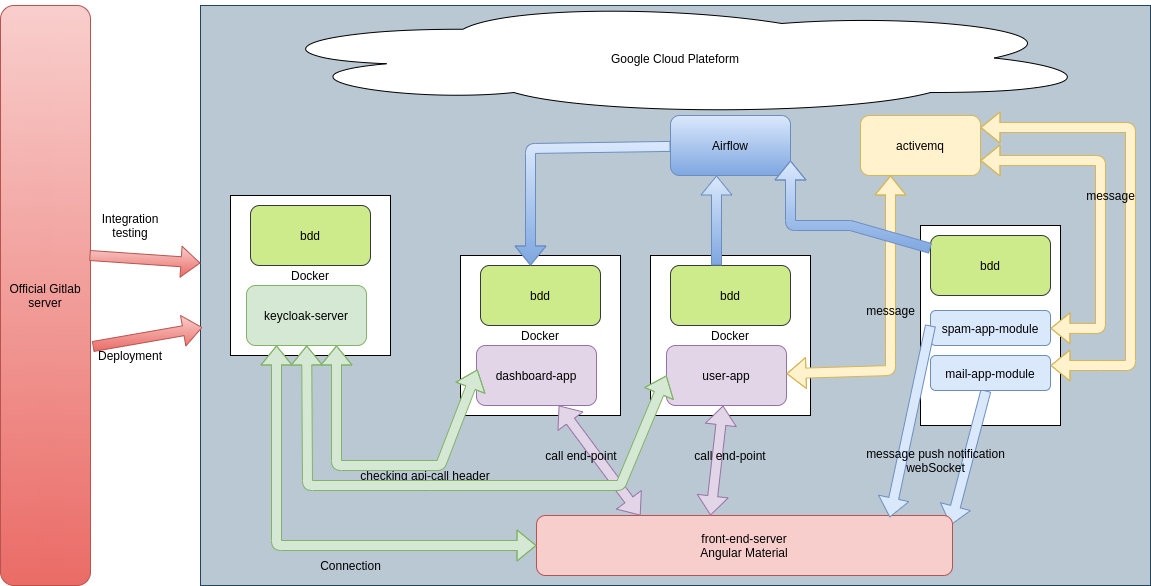 Google Cloud Plateform
Airflow
activemq
message
Integration
testing
Official Gitlab
server
Deployment
bdd
Docker
keycloak-server
bdd
Docker
dashboard-app
bdd
Docker
user-app
message
bdd
spam-app-module
mail-app-module
call end-point
call end-point
message push notification
webSocket
checking api-call header
front-end-server
Angular Material
Connection